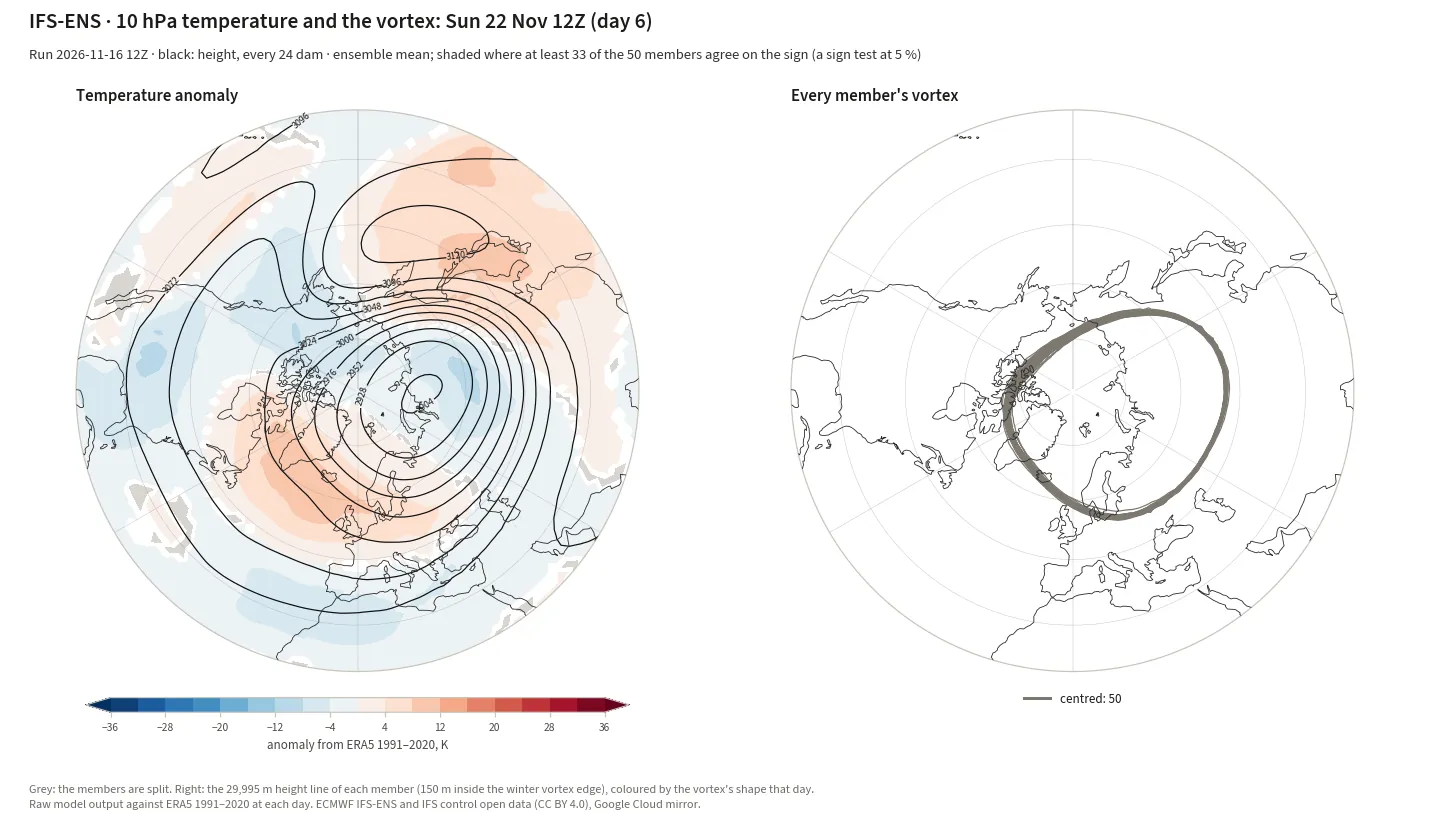 IFS-ENS · 10 hPa temperature and the vortex: Sun 22 Nov 12Z (day 6)
Run 2026-11-16 12Z · black: height, every 24 dam · ensemble mean; shaded where at least 33 of the 50 members agree on the sign (a sign test at 5 %)
Temperature anomaly
Every member's vortex
3096
3072
3120
3096
3048
3024
3000
2952
2976
2928
2904
centred: 50
−36 −28 −20 −12 −4 4 12 20 28 36
anomaly from ERA5 1991–2020, K
Grey: the members are split. Right: the 29,995 m height line of each member (150 m inside the winter vortex edge), coloured by the vortex's shape that day.
Raw model output against ERA5 1991–2020 at each day. ECMWF IFS-ENS and IFS control open data (CC BY 4.0), Google Cloud mirror.